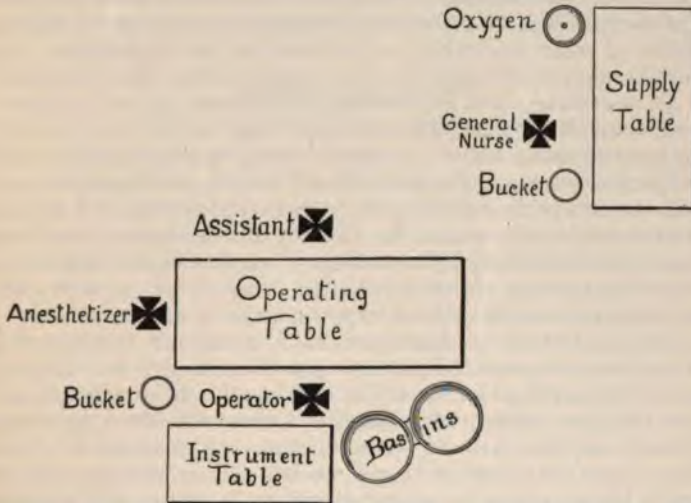 Oxygen
Supply
Table
General
Nurse
Bucket
Assistant
Operating
Table
Anesthetizer
Bucket
Operator
Basins
Instrument
Table